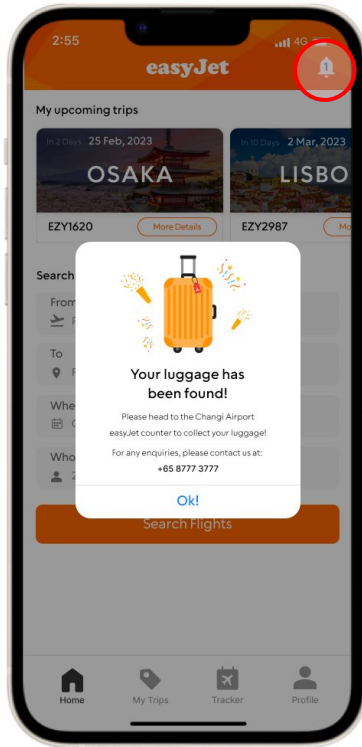 2:55
4G
easyJet
1
My upcoming trips
In 2 Days 25 Feb, 2023
In 10 Days 2 Mar, 2023
OSAKA
LISBO
EZY1620
More Details
EZY2987
Mo
Search
From
To
Whe
Who
Your luggage has
been found!
Please head to the Changi Airport
easyJet counter to collect your luggage!
For any enquiries, please contact us at:
+65 8777 3777
Ok!
Search Flights
Home
My Trips
Tracker
Profile